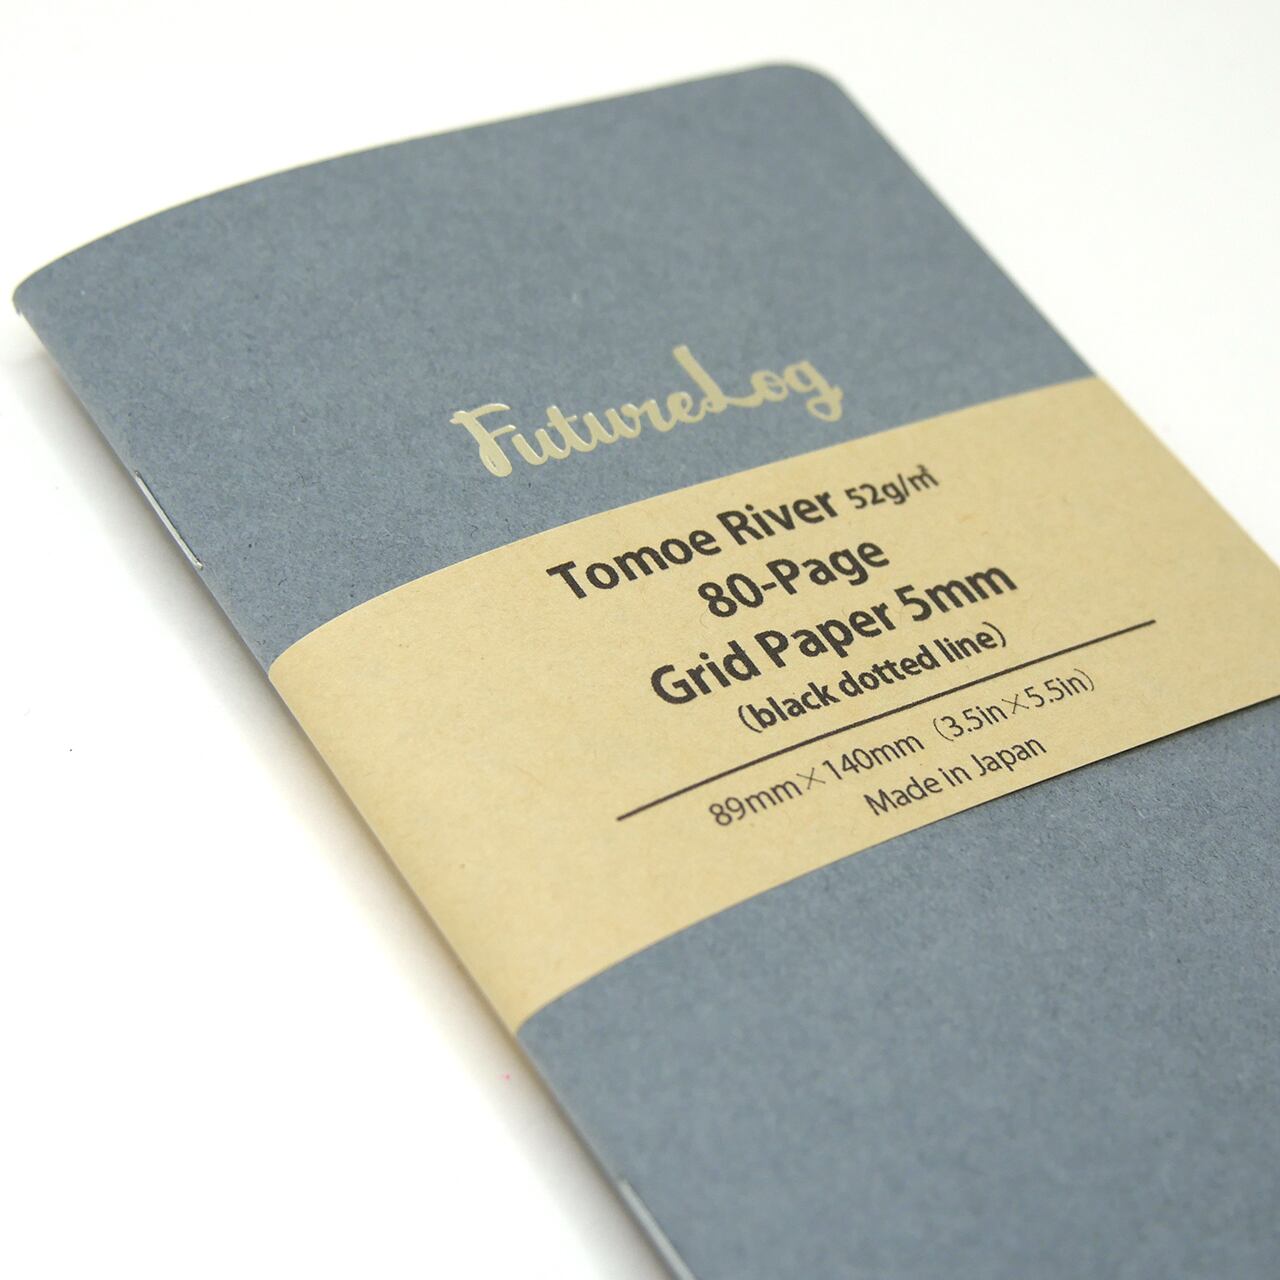 FutureLog
Tomoe River 52g/㎡
80-Page
Grid Paper 5mm
(black dotted line)
89mm×140mm (3.5in×5.5in)
Made in Japan